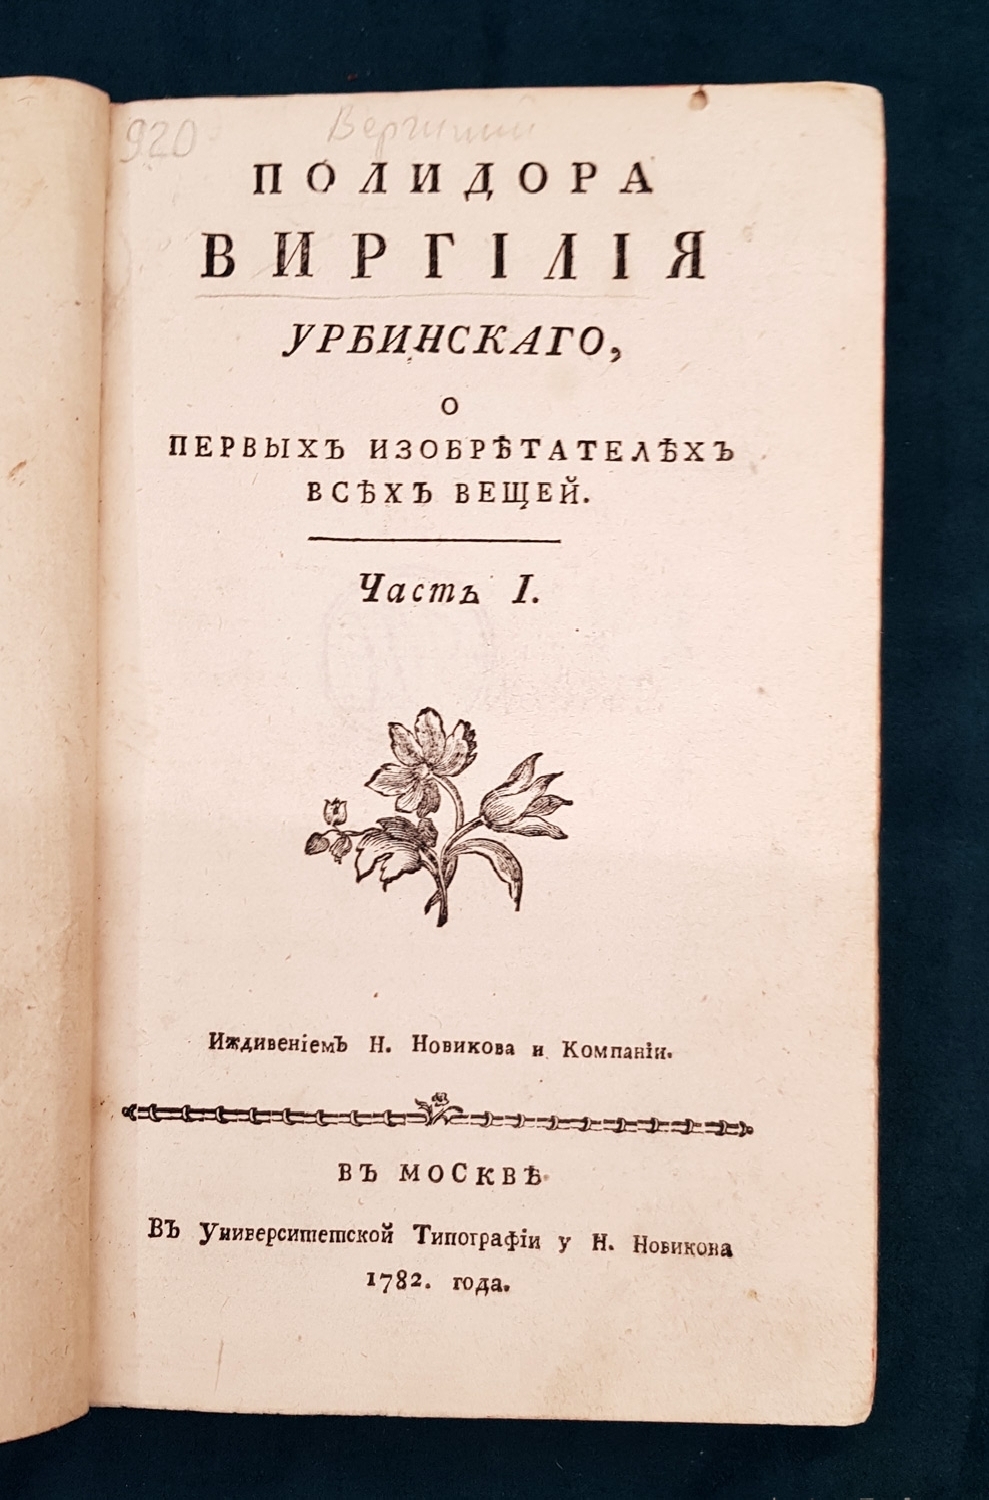 920
Вергилий
ПОЛИДОРА
ВИРГІЛІЯ
УРБИНСКАГО,
О
ПЕРВЫХЪ ИЗОБРѢТАТЕЛѢХЪ
ВСѢХЪ ВЕЩЕЙ.
Часть I.
Иждивеніемъ Н. Новикова и Компаніи.
ВЪ МОСКВѢ
Въ Университетской Типографіи у Н. Новикова
1782. года.